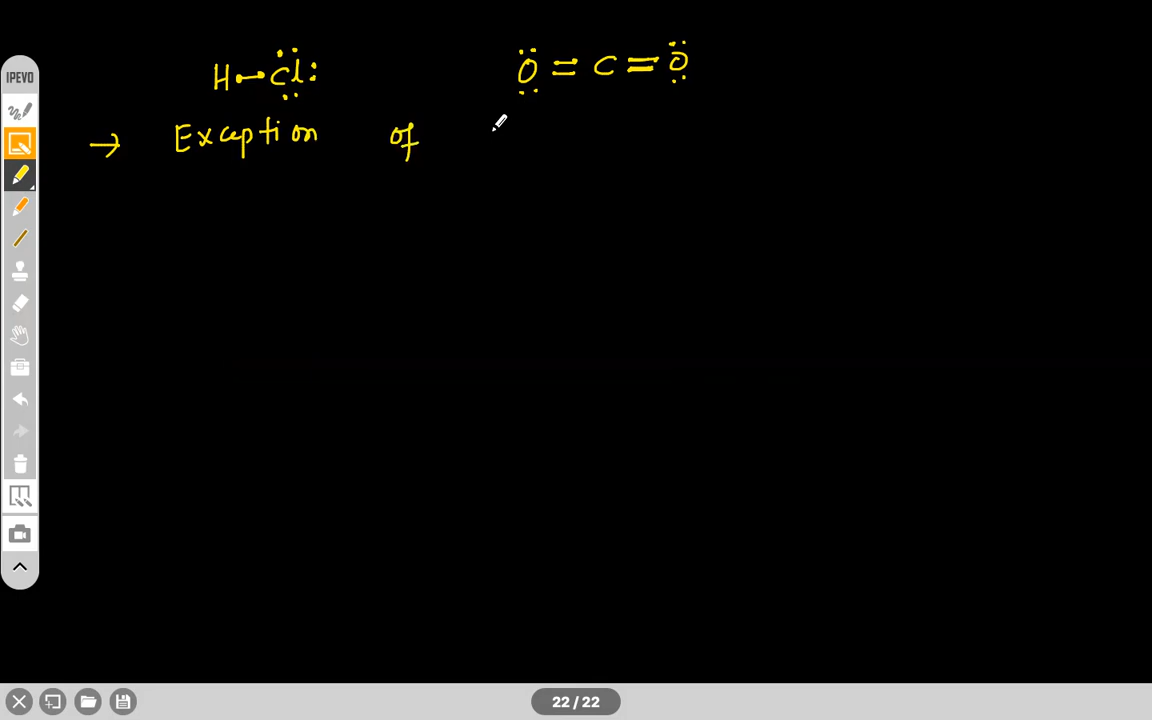 IPEVO
H-Cl: O=C=O
→ Exception of
22 / 22